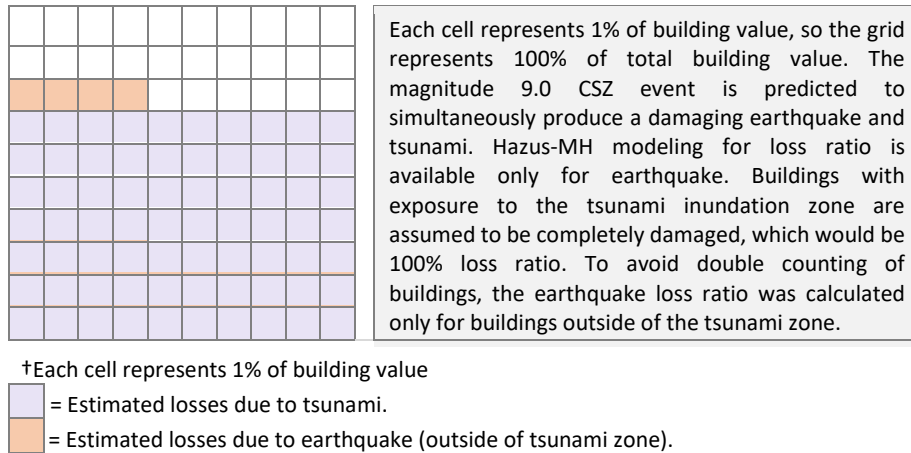 Each cell represents 1% of building value, so the grid
represents 100% of total building value. The
magnitude 9.0 CSZ event is predicted to
simultaneously produce a damaging earthquake and
tsunami. Hazus-MH modeling for loss ratio is
available only for earthquake. Buildings with
exposure to the tsunami inundation zone are
assumed to be completely damaged, which would be
100% loss ratio. To avoid double counting of
buildings, the earthquake loss ratio was calculated
only for buildings outside of the tsunami zone.
†Each cell represents 1% of building value
= Estimated losses due to tsunami.
= Estimated losses due to earthquake (outside of tsunami zone).